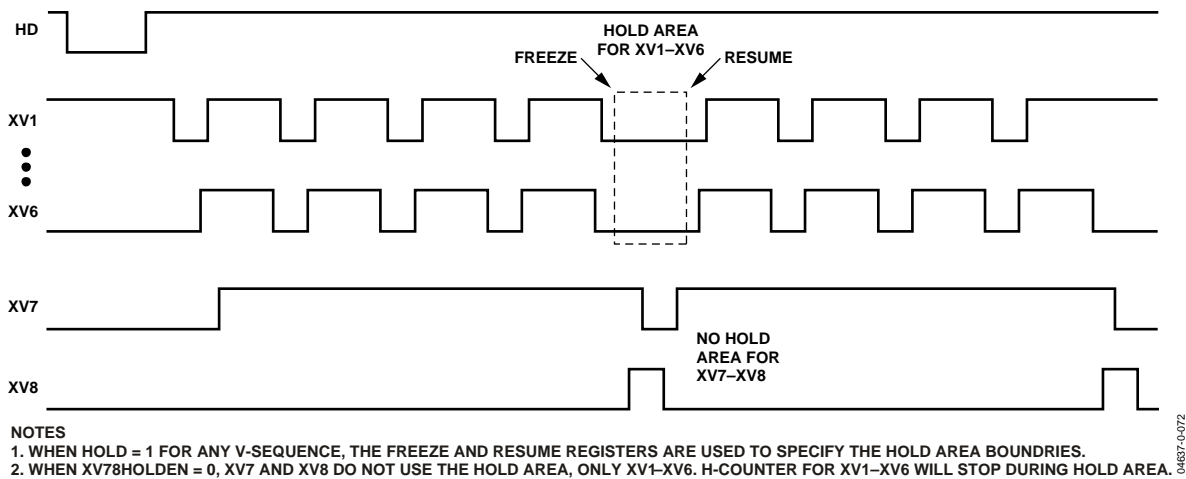 HD
HOLD AREA
FOR XV1–XV6
FREEZE
RESUME
XV1
XV6
XV7
NO HOLD
AREA FOR
XV7–XV8
XV8
NOTES
1. WHEN HOLD = 1 FOR ANY V-SEQUENCE, THE FREEZE AND RESUME REGISTERS ARE USED TO SPECIFY THE HOLD AREA BOUNDRIES.
2. WHEN XV78HOLDEN = 0, XV7 AND XV8 DO NOT USE THE HOLD AREA, ONLY XV1–XV6. H-COUNTER FOR XV1–XV6 WILL STOP DURING HOLD AREA.
04637-0-072